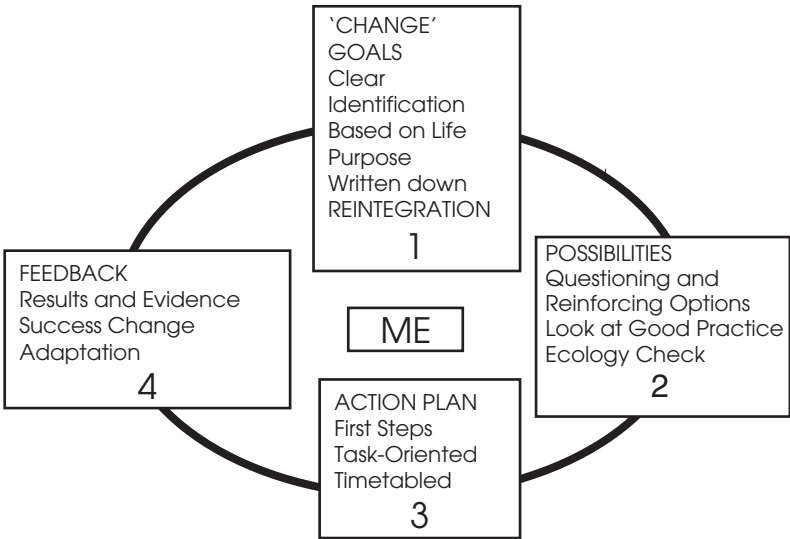 ‘CHANGE’
GOALS
Clear
Identification
Based on Life
Purpose
Written down
REINTEGRATION
1
POSSIBILITIES
Questioning and
Reinforcing Options
Look at Good Practice
Ecology Check
2
ACTION PLAN
First Steps
Task-Oriented
Timetabled
3
FEEDBACK
Results and Evidence
Success Change
Adaptation
4
ME